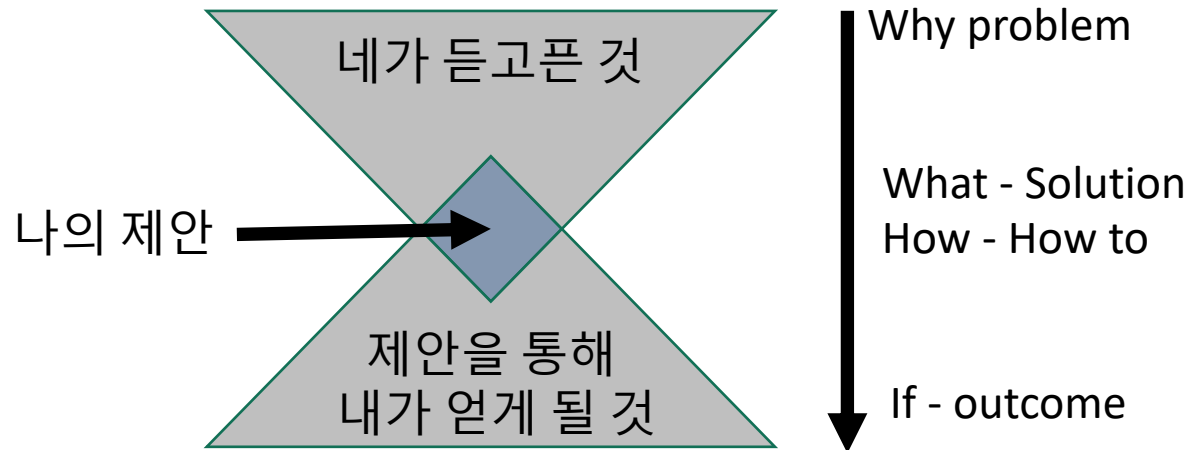 네가 듣고픈 것
Why problem
나의 제안
What - Solution
How - How to
제안을 통해
내가 얻게 될 것
If - outcome